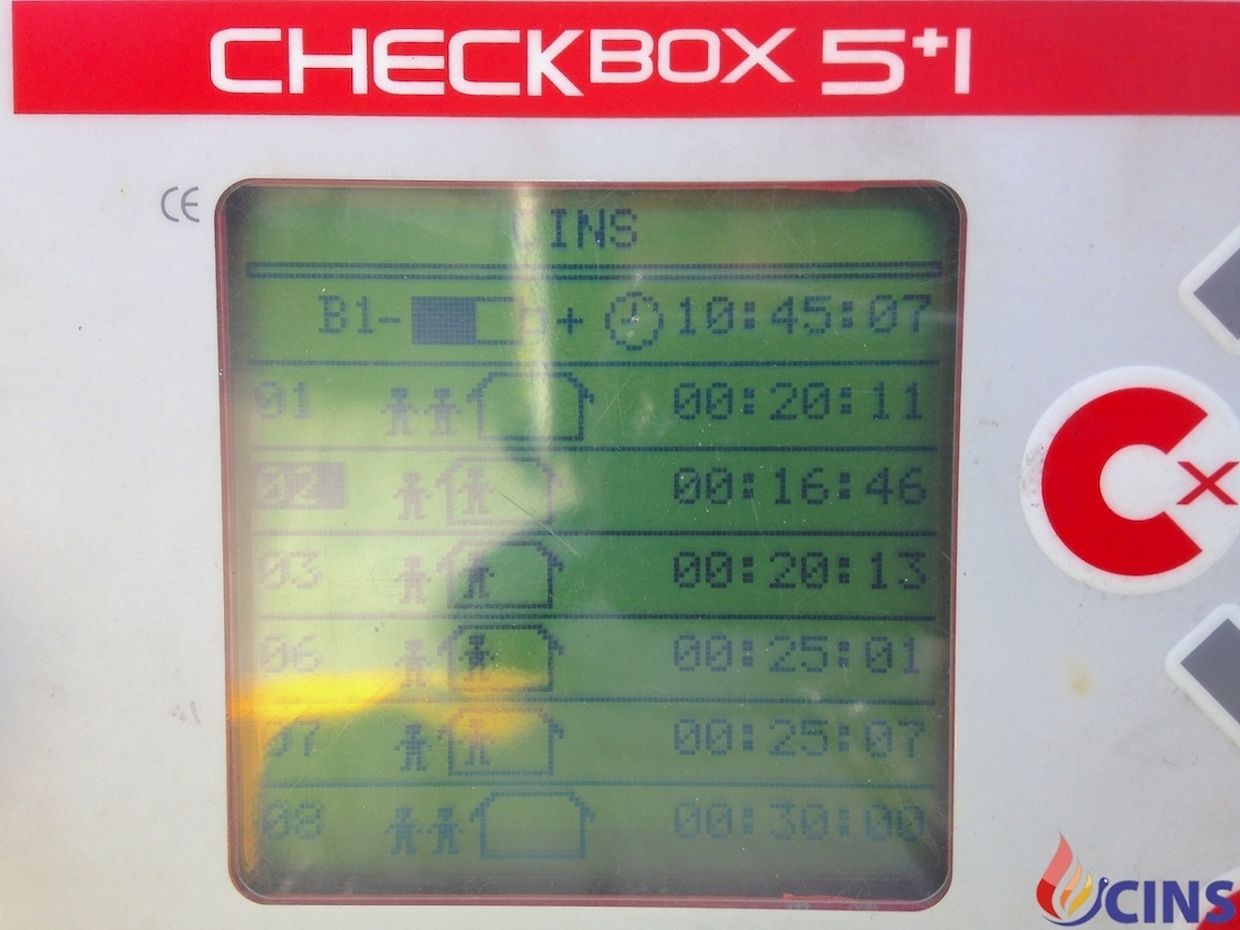 CHECKBOX 5+1
CE
CINS
B1- + 10:45:07
01 00:20:11
02 00:16:46
03 00:20:13
06 00:25:01
07 00:25:07
08 00:30:00
Cx
CINS